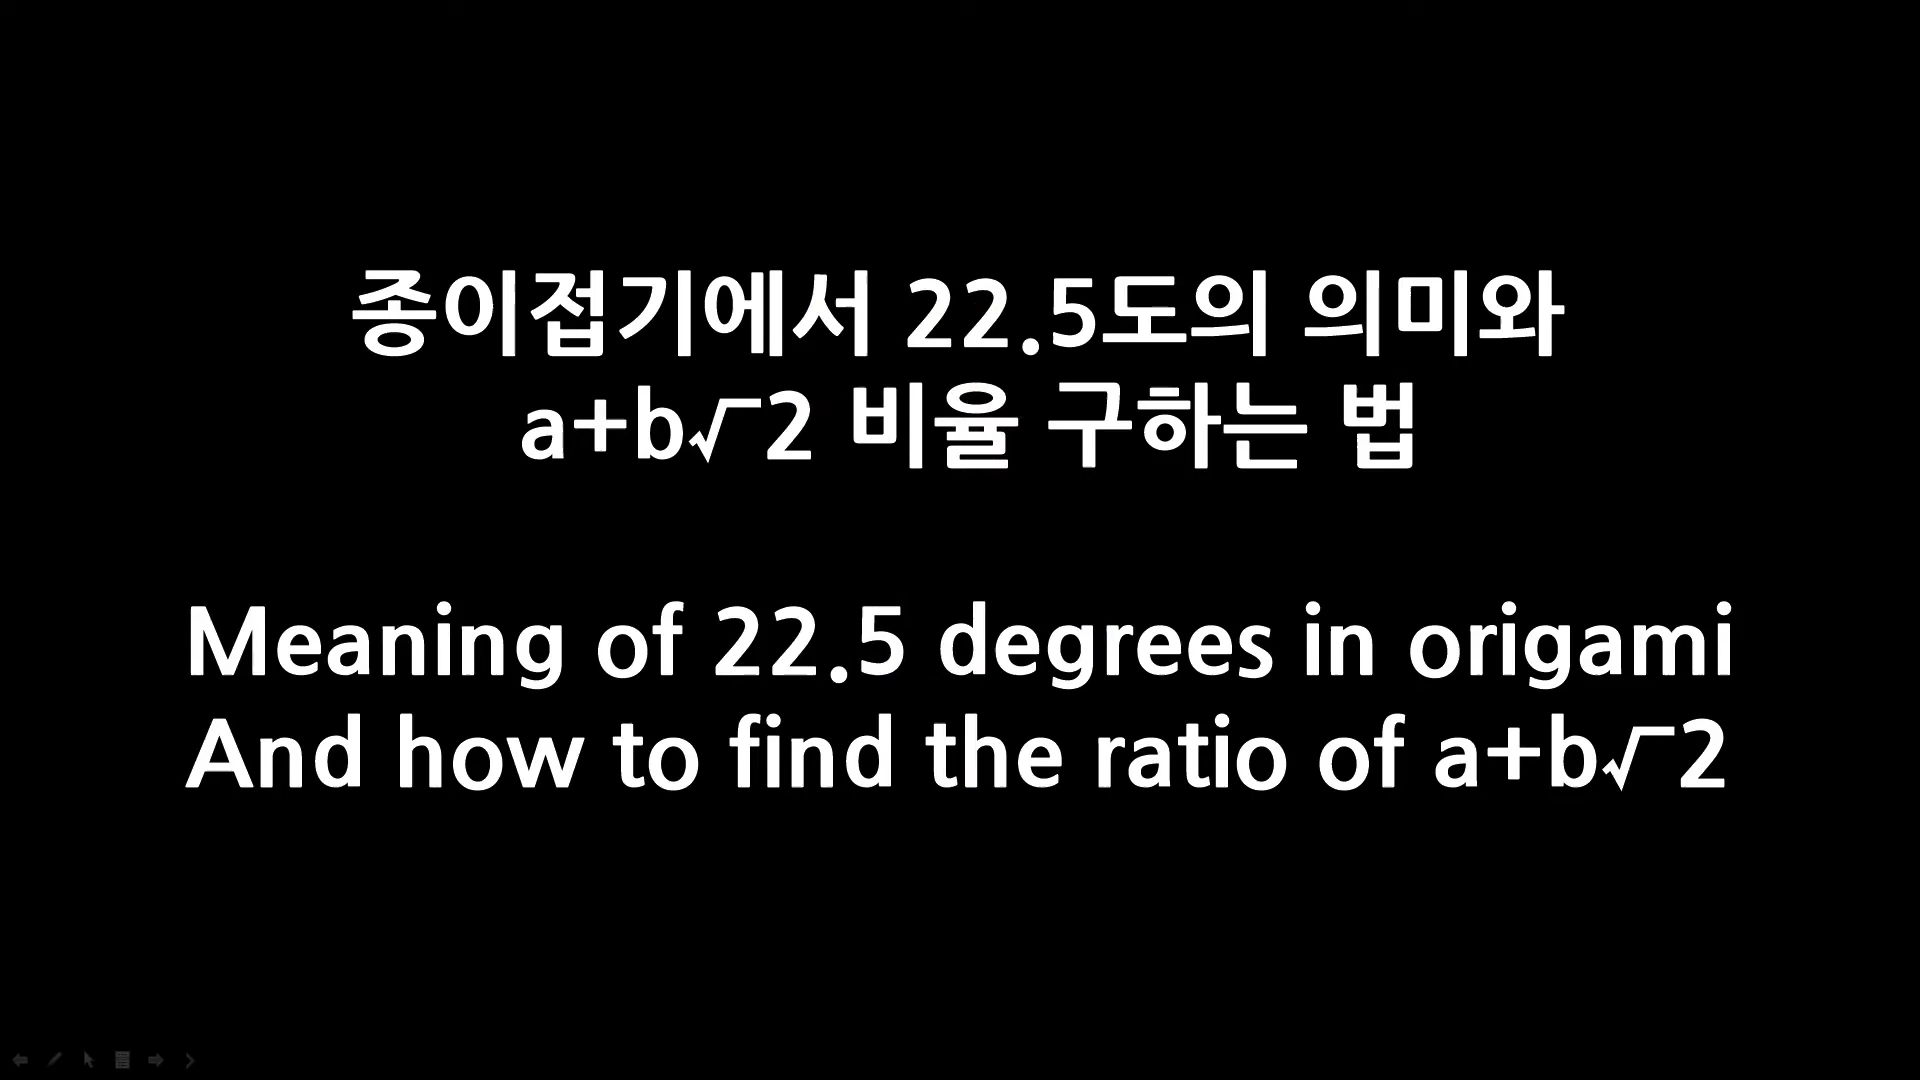 종이접기에서 22.5도의 의미와
a+b√2 비율 구하는 법
Meaning of 22.5 degrees in origami
And how to find the ratio of a+b√2